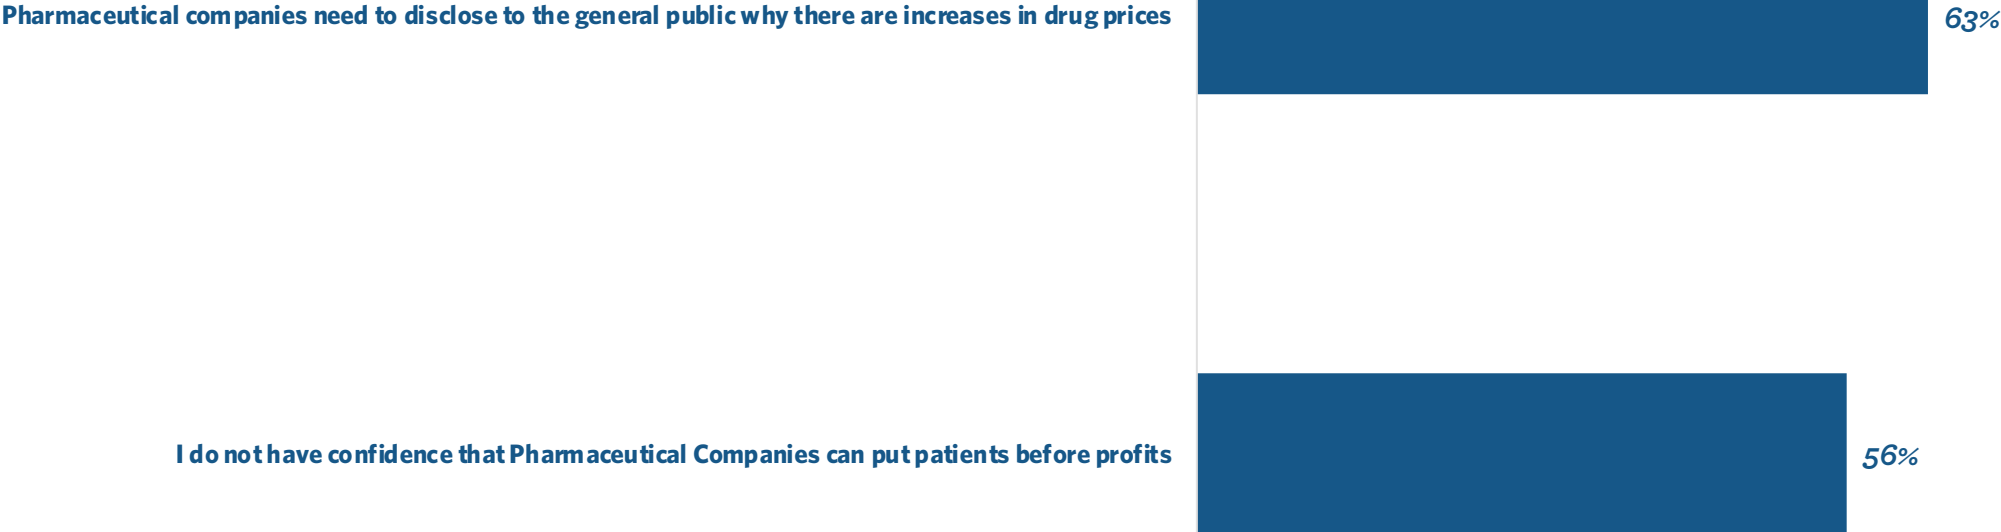 Pharmaceutical companies need to disclose to the general public why there are increases in drug prices
63%
I do not have confidence that Pharmaceutical Companies can put patients before profits
56%